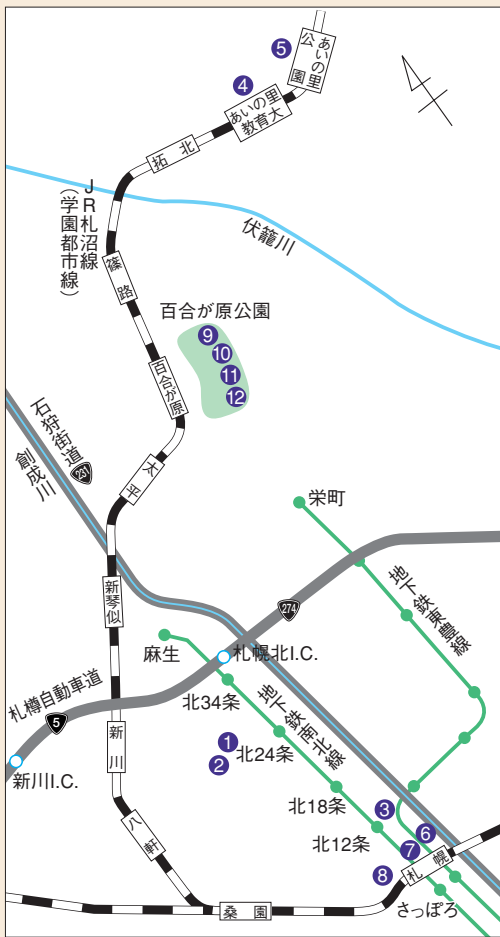 5
あいの里
公園
4
あいの里
教育大
拓北
JR札沼線
(学園都市線)
伏籠川
篠路
百合が原公園
9
10
11
12
百合が原
石狩街道
231
創成川
太平
栄町
地下鉄東豊線
新琴似
274
麻生
札幌北I.C.
札樽自動車道
5
北34条
地下鉄南北線
新川
新川I.C.
1
2
北24条
北18条
3
6
北12条
7
8
札幌
八軒
さっぽろ
桑園